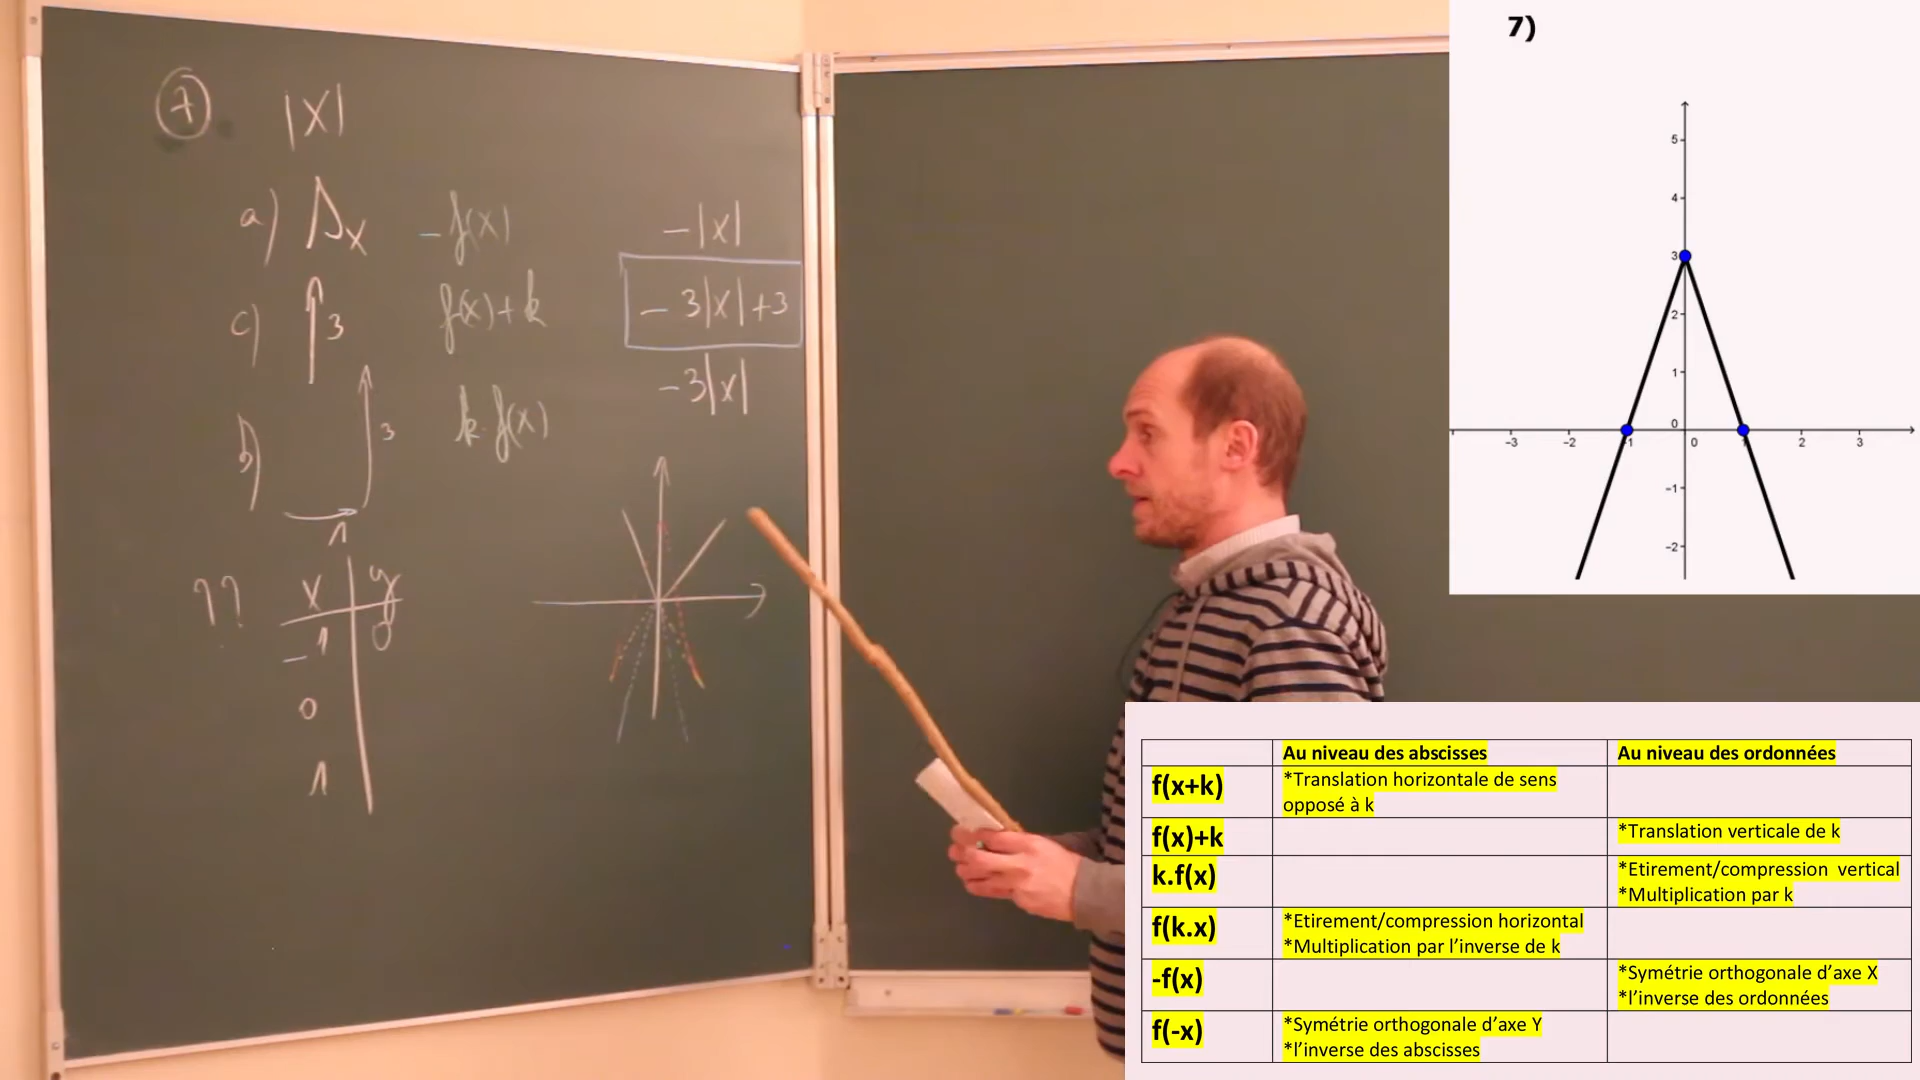 7 |X|
a) Δx -f(x) -|x|
c) 3 f(x)+k -3|x|+3
-3|x|
b) 3 k.f(x)
1
?? x y
-1 0
0
1
7)
5
4
3
2
1
0
-3 -2 -1 0 1 2 3
-1
-2
Au niveau des abscisses Au niveau des ordonnées
f(x+k) *Translation horizontale de sens
opposé à k
f(x)+k *Translation verticale de k
k.f(x) *Etirement/compression vertical
*Multiplication par k
f(k.x) *Etirement/compression horizontal
*Multiplication par l’inverse de k
-f(x) *Symétrie orthogonale d’axe X
*l’inverse des ordonnées
f(-x) *Symétrie orthogonale d’axe Y
*l’inverse des abscisses